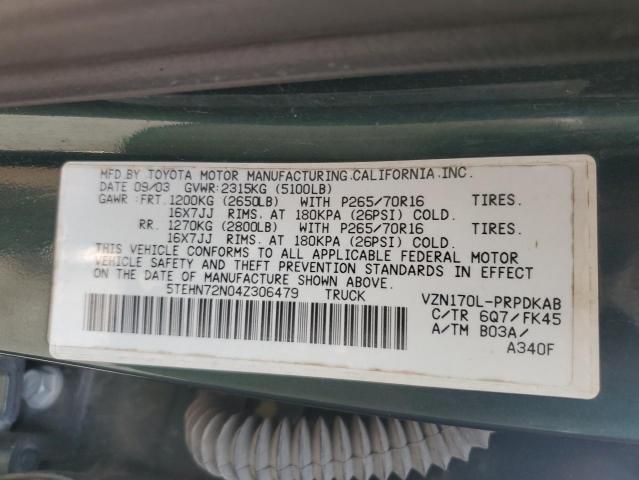 MFD.BY TOYOTA MOTOR MANUFACTURING.CALIFORNIA.INC.
DATE 09/03 GVWR:2315KG (5100LB)
GAWR :FRT.1200KG (2650LB) WITH P265/70R16 TIRES.
16X7JJ RIMS.AT 180KPA (26PSI) COLD.
RR. 1270KG (2800LB) WITH P265/70R16 TIRES.
16X7JJ RIMS.AT 180KPA (26PSI) COLD.
THIS VEHICLE CONFORMS TO ALL APPLICABLE FEDERAL MOTOR
VEHICLE SAFETY AND THEFT PREVENTION STANDARDS IN EFFECT
ON THE DATE OF MANUFACTURE SHOWN ABOVE.
5TEHN72N04Z306479 TRUCK VZN170L-PRPDKAB
C/TR 6Q7/FK45
A/TM B03A/
A340F